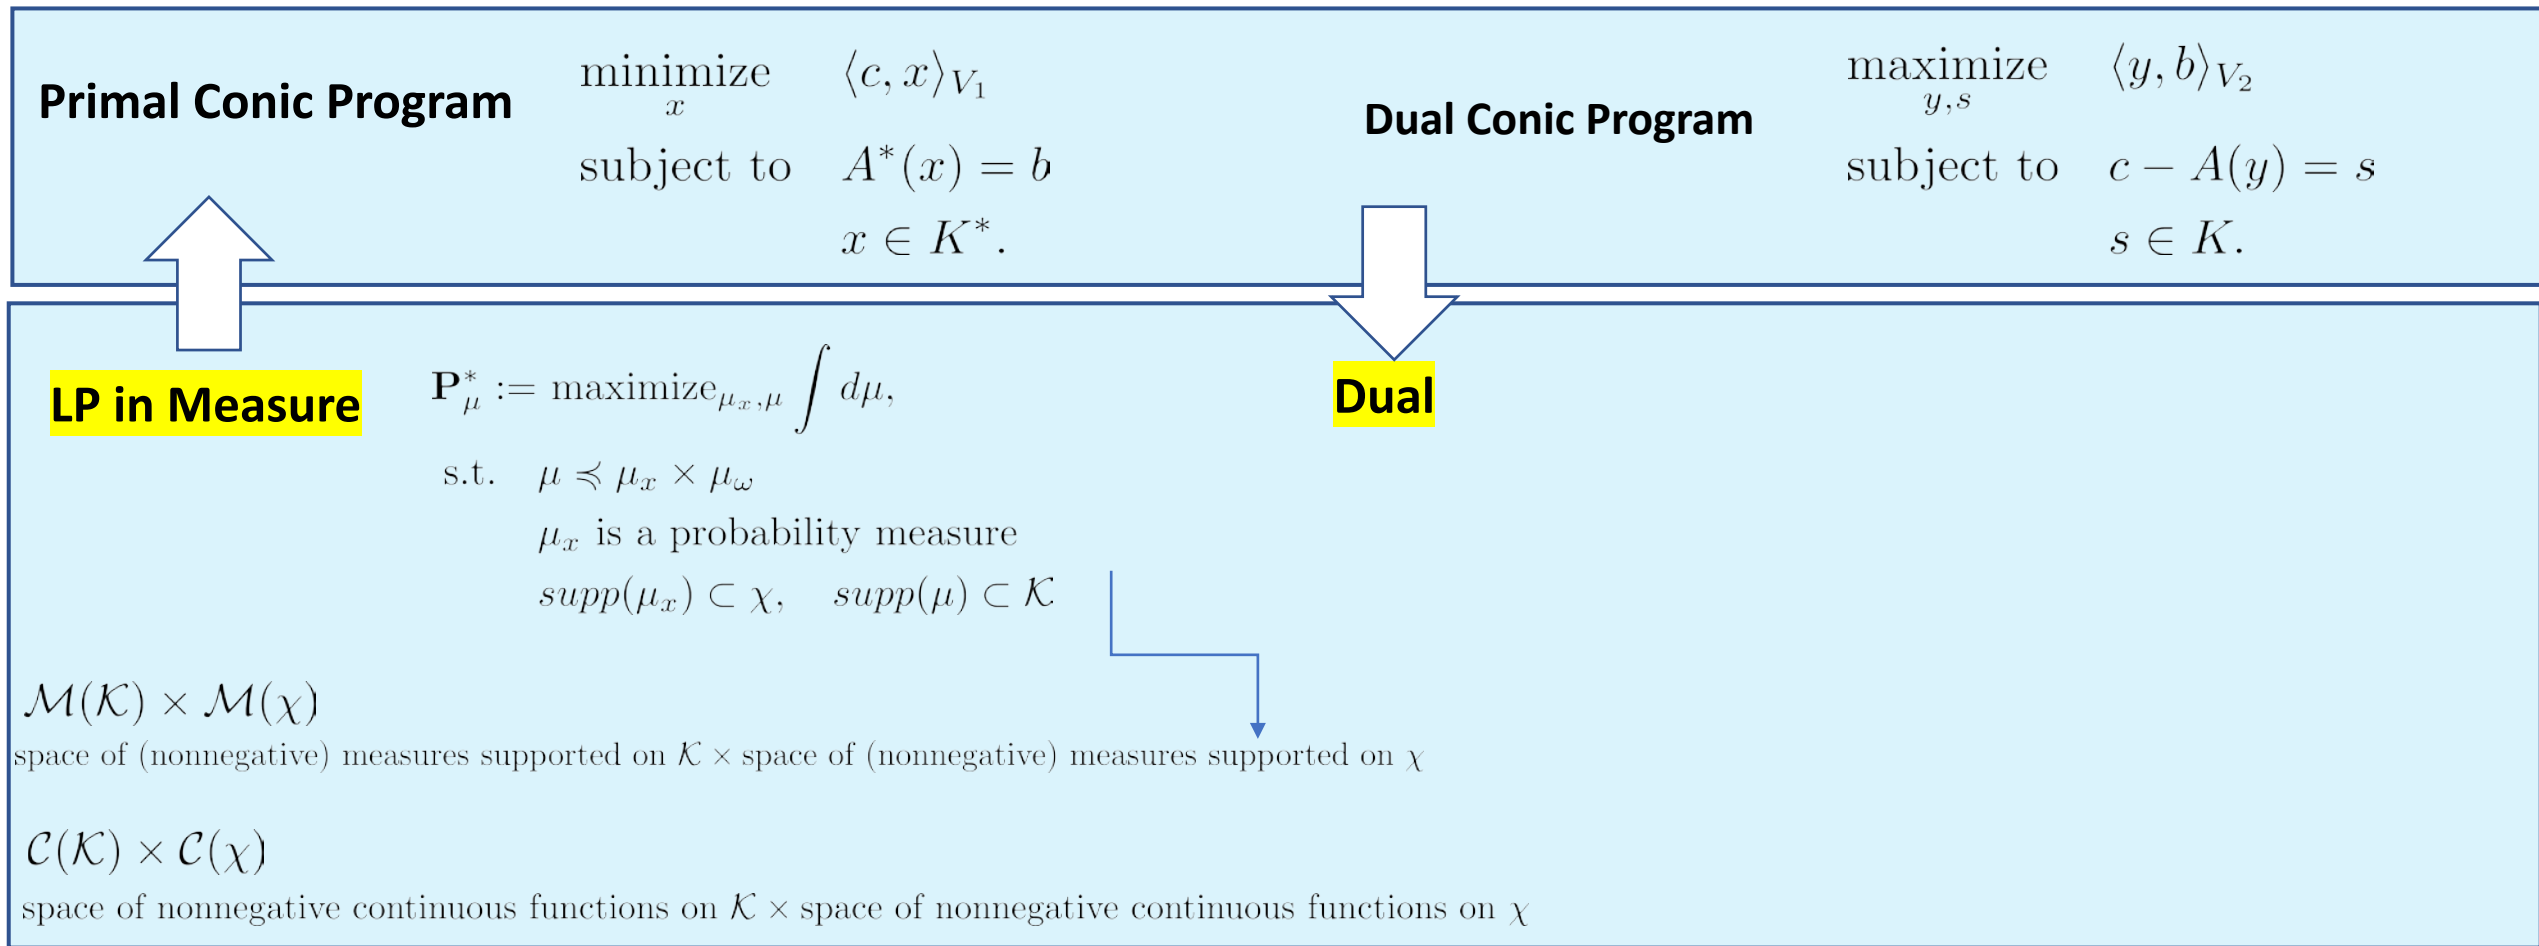 Primal Conic Program
minimize ⟨c, x⟩_{V_1}
x
subject to A*(x) = b
x ∈ K*.
Dual Conic Program
maximize ⟨y, b⟩_{V_2}
y,s
subject to c − A(y) = s
s ∈ K.
LP in Measure
P*_μ := maximize_{μ_x,μ} ∫ dμ,
s.t. μ ≼ μ_x × μ_ω
μ_x is a probability measure
supp(μ_x) ⊂ χ, supp(μ) ⊂ 𝒦
Dual
ℳ(𝒦) × ℳ(χ)
space of (nonnegative) measures supported on 𝒦 × space of (nonnegative) measures supported on χ
𝒞(𝒦) × 𝒞(χ)
space of nonnegative continuous functions on 𝒦 × space of nonnegative continuous functions on χ